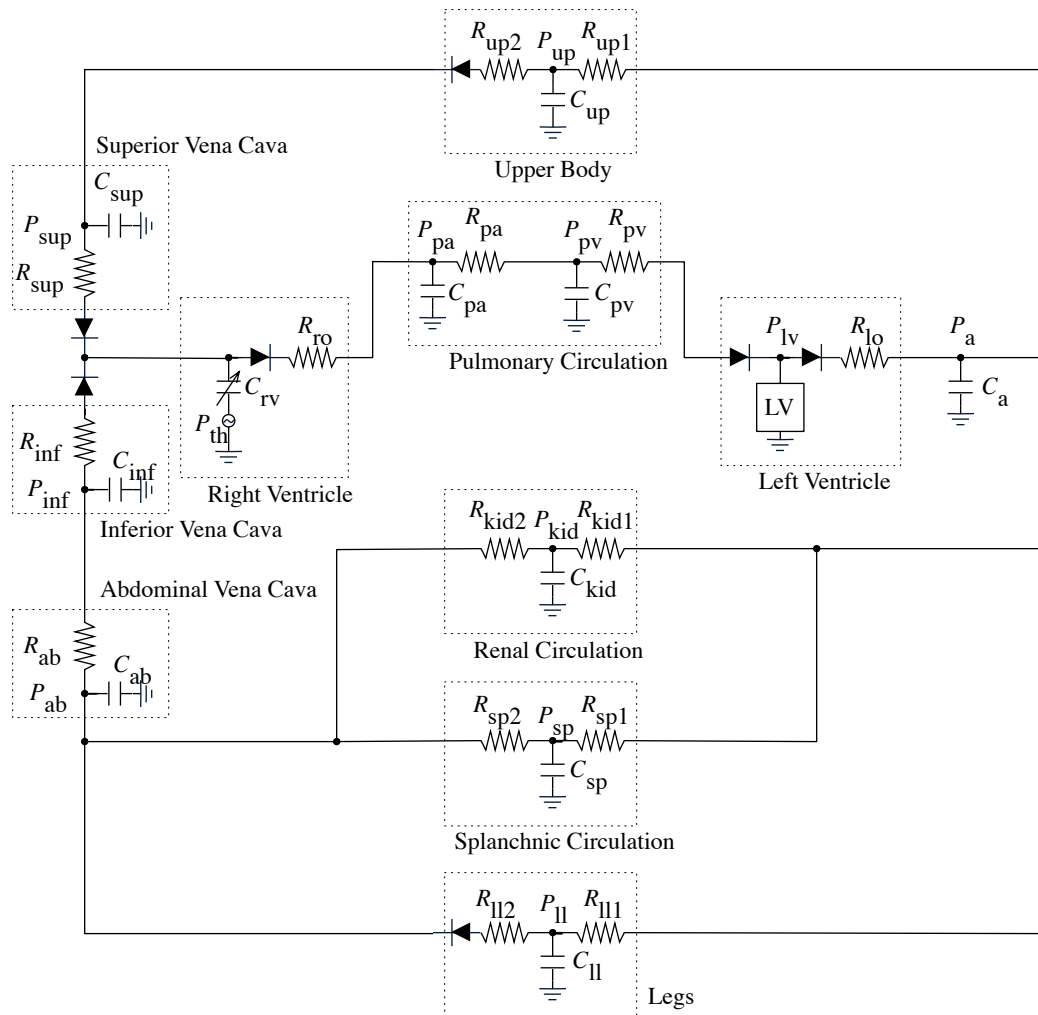 R_up2 P_up R_up1
C_up
Upper Body
Superior Vena Cava
C_sup
P_sup
R_sup
R_pa R_pv
P_pa P_pv
C_pa C_pv
Pulmonary Circulation
R_ro
C_rv
P_th
Right Ventricle
P_lv R_lo
LV
Left Ventricle
P_a
C_a
R_inf
C_inf
P_inf
Inferior Vena Cava
R_kid2 P_kid R_kid1
C_kid
Renal Circulation
Abdominal Vena Cava
R_ab
C_ab
P_ab
R_sp2 P_sp R_sp1
C_sp
Splanchnic Circulation
R_ll2 P_ll R_ll1
C_ll
Legs